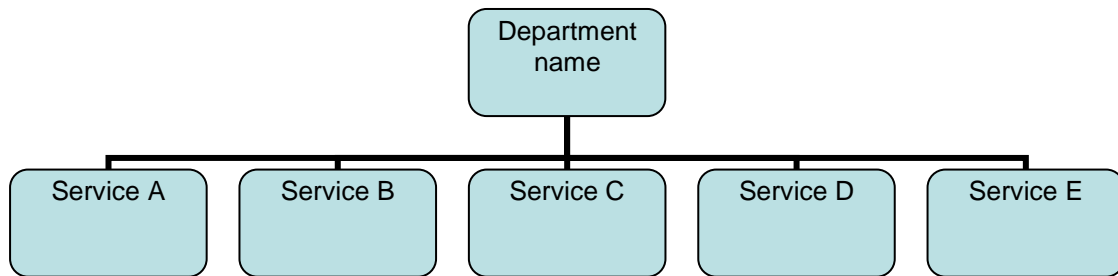 Department
name
Service A
Service B
Service C
Service D
Service E